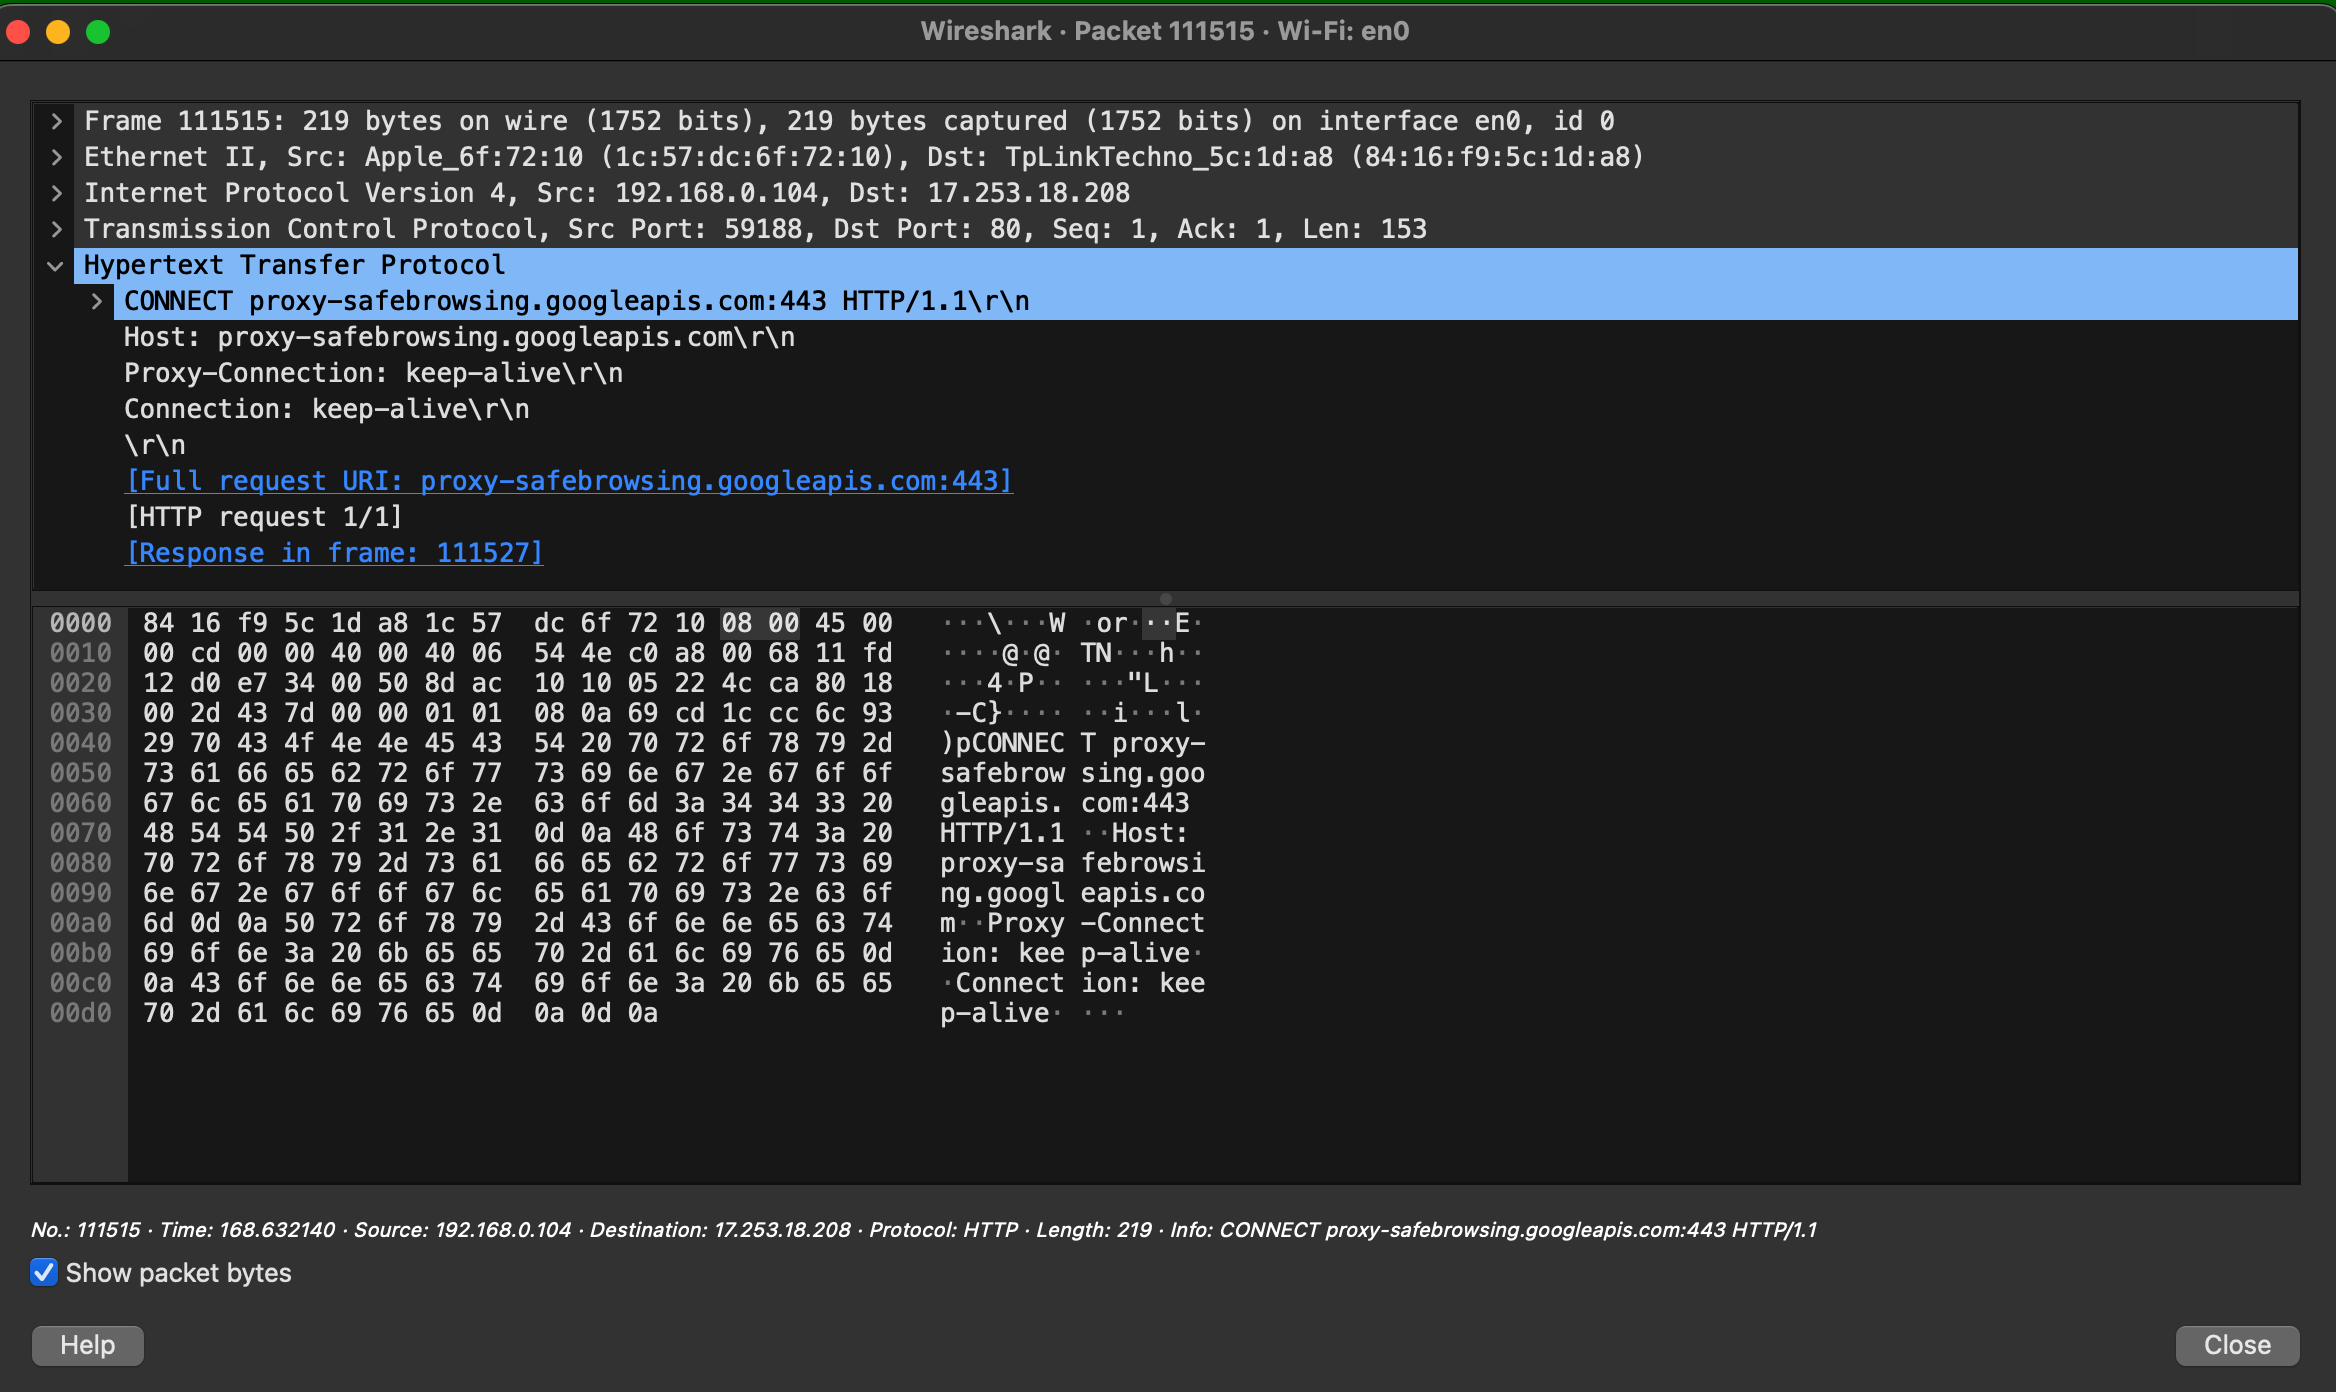 Wireshark · Packet 111515 · Wi-Fi: en0
Frame 111515: 219 bytes on wire (1752 bits), 219 bytes captured (1752 bits) on interface en0, id 0
Ethernet II, Src: Apple_6f:72:10 (1c:57:dc:6f:72:10), Dst: TpLinkTechno_5c:1d:a8 (84:16:f9:5c:1d:a8)
Internet Protocol Version 4, Src: 192.168.0.104, Dst: 17.253.18.208
Transmission Control Protocol, Src Port: 59188, Dst Port: 80, Seq: 1, Ack: 1, Len: 153
Hypertext Transfer Protocol
CONNECT proxy-safebrowsing.googleapis.com:443 HTTP/1.1\r\n
Host: proxy-safebrowsing.googleapis.com\r\n
Proxy-Connection: keep-alive\r\n
Connection: keep-alive\r\n
\r\n
[Full request URI: proxy-safebrowsing.googleapis.com:443]
[HTTP request 1/1]
[Response in frame: 111527]
0000 84 16 f9 5c 1d a8 1c 57 dc 6f 72 10 08 00 45 00 ···\···W ·or···E·
0010 00 cd 00 00 40 00 40 06 54 4e c0 a8 00 68 11 fd ····@·@· TN···h··
0020 12 d0 e7 34 00 50 8d ac 10 10 05 22 4c ca 80 18 ···4·P·· ···"L···
0030 00 2d 43 7d 00 00 01 01 08 0a 69 cd 1c cc 6c 93 ·-C}···· ··i···l·
0040 29 70 43 4f 4e 4e 45 43 54 20 70 72 6f 78 79 2d )pCONNEC T proxy-
0050 73 61 66 65 62 72 6f 77 73 69 6e 67 2e 67 6f 6f safebrow sing.goo
0060 67 6c 65 61 70 69 73 2e 63 6f 6d 3a 34 34 33 20 gleapis. com:443
0070 48 54 54 50 2f 31 2e 31 0d 0a 48 6f 73 74 3a 20 HTTP/1.1 ··Host:
0080 70 72 6f 78 79 2d 73 61 66 65 62 72 6f 77 73 69 proxy-sa febrowsi
0090 6e 67 2e 67 6f 6f 67 6c 65 61 70 69 73 2e 63 6f ng.googl eapis.co
00a0 6d 0d 0a 50 72 6f 78 79 2d 43 6f 6e 6e 65 63 74 m··Proxy -Connect
00b0 69 6f 6e 3a 20 6b 65 65 70 2d 61 6c 69 76 65 0d ion: kee p-alive·
00c0 0a 43 6f 6e 6e 65 63 74 69 6f 6e 3a 20 6b 65 65 ·Connect ion: kee
00d0 70 2d 61 6c 69 76 65 0d 0a 0d 0a p-alive· ···
No.: 111515 · Time: 168.632140 · Source: 192.168.0.104 · Destination: 17.253.18.208 · Protocol: HTTP · Length: 219 · Info: CONNECT proxy-safebrowsing.googleapis.com:443 HTTP/1.1
Show packet bytes
Help
Close